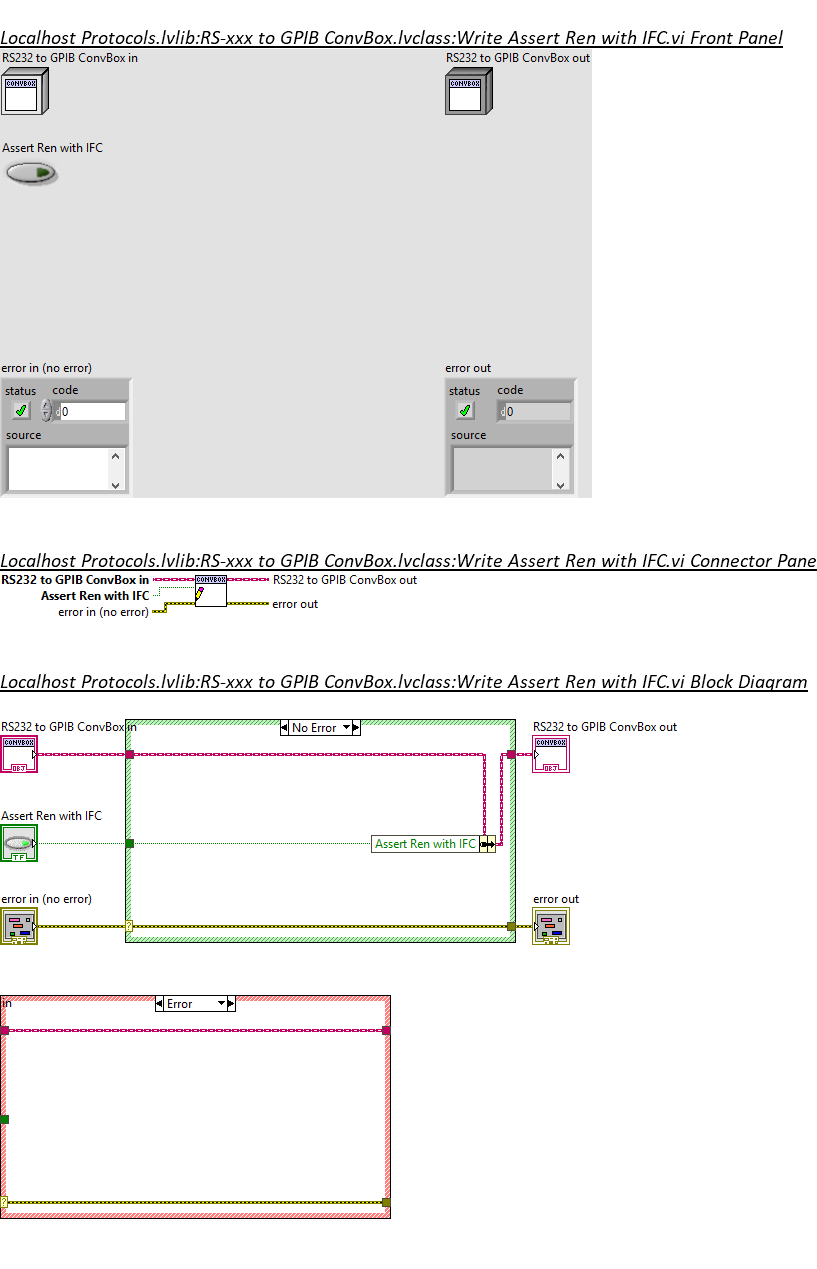 Localhost Protocols.lvlib:RS-xxx to GPIB ConvBox.lvclass:Write Assert Ren with IFC.vi Front Panel
RS232 to GPIB ConvBox in
RS232 to GPIB ConvBox out
CONVBOX
CONVBOX
Assert Ren with IFC
error in (no error)
error out
status code
status code
d 0
d 0
source
source
Localhost Protocols.lvlib:RS-xxx to GPIB ConvBox.lvclass:Write Assert Ren with IFC.vi Connector Pane
RS232 to GPIB ConvBox in
CONVBOX
RS232 to GPIB ConvBox out
Assert Ren with IFC
error out
error in (no error)
Localhost Protocols.lvlib:RS-xxx to GPIB ConvBox.lvclass:Write Assert Ren with IFC.vi Block Diagram
RS232 to GPIB ConvBox in
No Error
RS232 to GPIB ConvBox out
CONVBOX
OBJ
CONVBOX
OBJ
Assert Ren with IFC
TF
Assert Ren with IFC
error in (no error)
error out
?
in
Error
?